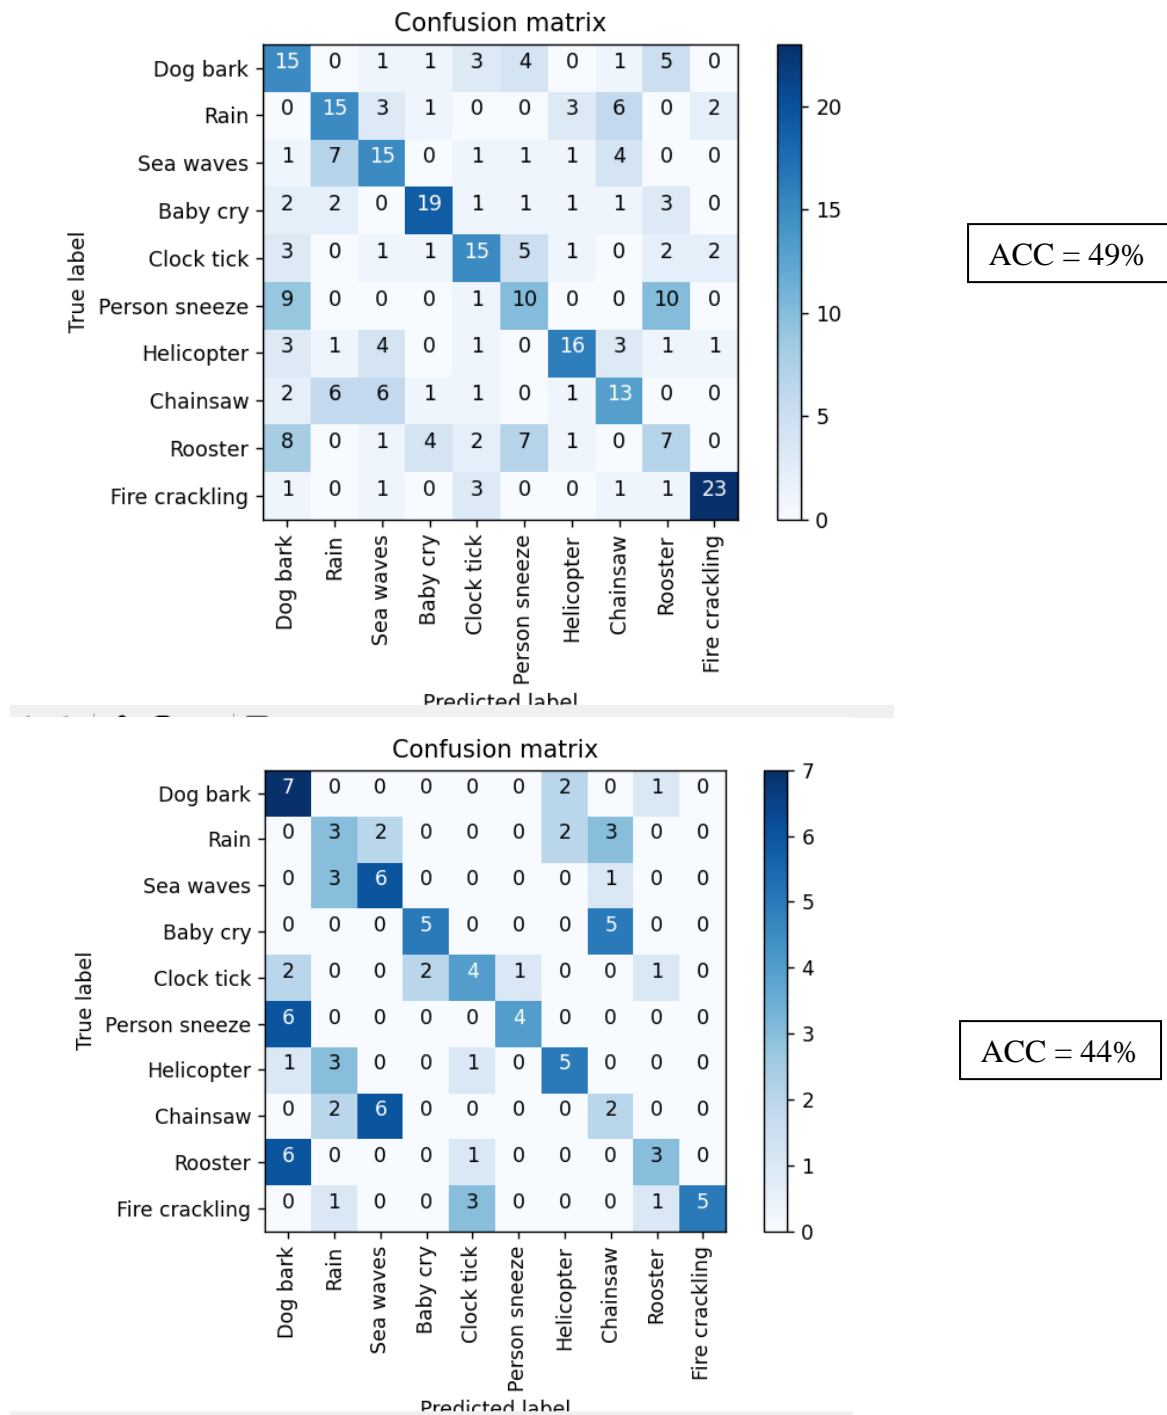 Confusion matrix
Dog bark 15 0 1 1 3 4 0 1 5 0
Rain 0 15 3 1 0 0 3 6 0 2
Sea waves 1 7 15 0 1 1 1 4 0 0
Baby cry 2 2 0 19 1 1 1 1 3 0
Clock tick 3 0 1 1 15 5 1 0 2 2
Person sneeze 9 0 0 0 1 10 0 0 10 0
Helicopter 3 1 4 0 1 0 16 3 1 1
Chainsaw 2 6 6 1 1 0 1 13 0 0
Rooster 8 0 1 4 2 7 1 0 7 0
Fire crackling 1 0 1 0 3 0 0 1 1 23
True label
20
15
10
5
0
ACC = 49%
Dog bark
Rain
Sea waves
Baby cry
Clock tick
Person sneeze
Helicopter
Chainsaw
Rooster
Fire crackling
Predicted label
Confusion matrix
Dog bark 7 0 0 0 0 0 2 0 1 0
Rain 0 3 2 0 0 0 2 3 0 0
Sea waves 0 3 6 0 0 0 0 1 0 0
Baby cry 0 0 0 5 0 0 0 5 0 0
Clock tick 2 0 0 2 4 1 0 0 1 0
Person sneeze 6 0 0 0 0 4 0 0 0 0
Helicopter 1 3 0 0 1 0 5 0 0 0
Chainsaw 0 2 6 0 0 0 0 2 0 0
Rooster 6 0 0 0 1 0 0 0 3 0
Fire crackling 0 1 0 0 3 0 0 0 1 5
True label
7
6
5
4
3
2
1
0
ACC = 44%
Dog bark
Rain
Sea waves
Baby cry
Clock tick
Person sneeze
Helicopter
Chainsaw
Rooster
Fire crackling
Predicted label